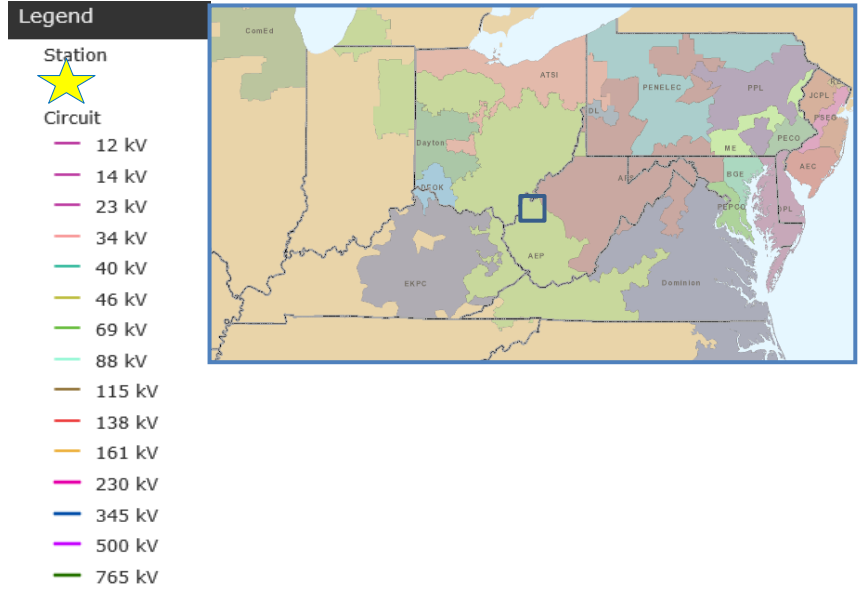 Legend
Station
Circuit
12 kV
14 kV
23 kV
34 kV
40 kV
46 kV
69 kV
88 kV
115 kV
138 kV
161 kV
230 kV
345 kV
500 kV
765 kV
ComEd
ATSI
PENELEC
PPL
RE
JCPL
DL
PSEG
Dayton
PECO
ME
AEC
BGE
DEOK
PEPCO
DPL
AEP
EKPC
Dominion